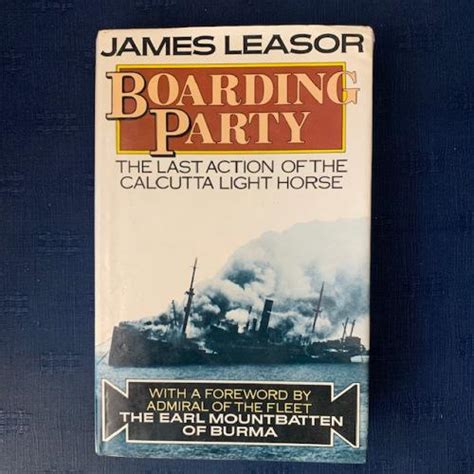 JAMES LEASOR
BOARDING
PARTY
THE LAST ACTION OF THE
CALCUTTA LIGHT HORSE
WITH A FOREWORD BY
ADMIRAL OF THE FLEET
THE EARL MOUNTBATTEN
OF BURMA